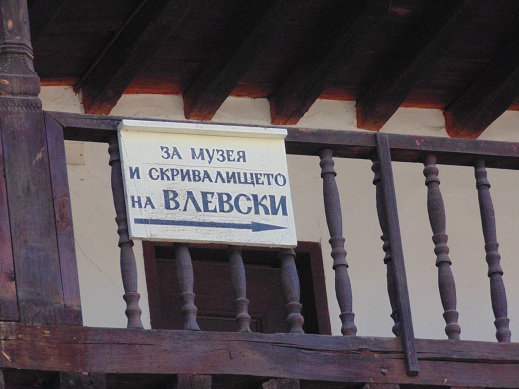 ЗА МУЗЕЯ
И СКРИВАЛИЩЕТО
НА ВЛЕВСКИ